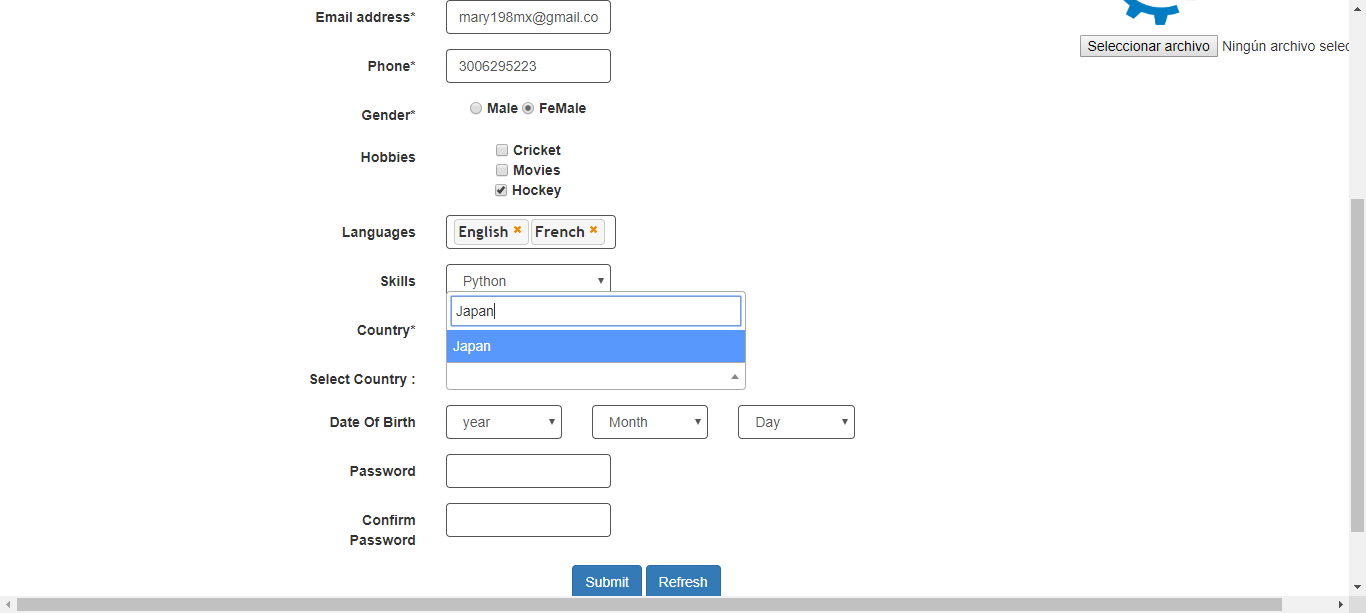 Email address* mary198mx@gmail.co
Seleccionar archivo Ningún archivo selec
Phone* 3006295223
Gender* Male FeMale
Hobbies Cricket
Movies
Hockey
Languages English × French ×
Skills Python
Japan
Country*
Japan
Select Country :
Date Of Birth year Month Day
Password
Confirm
Password
Submit Refresh